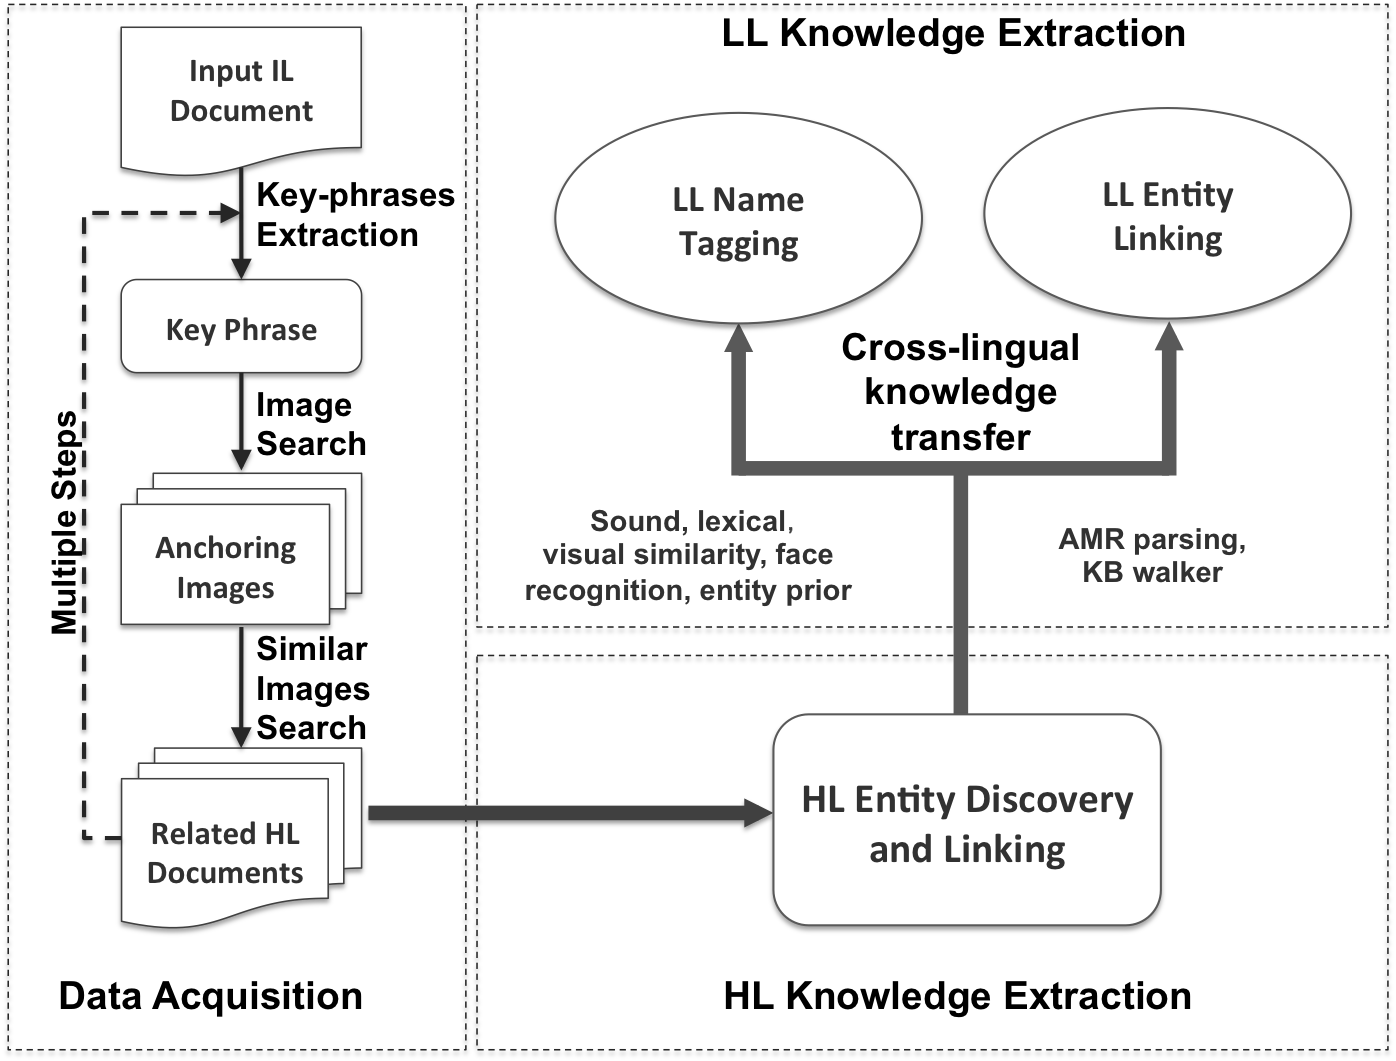 Input IL
Document
Key-phrases
Extraction
Key Phrase
Image
Search
Multiple Steps
Anchoring
Images
Similar
Images
Search
Related HL
Documents
Data Acquisition
LL Knowledge Extraction
LL Name
Tagging
LL Entity
Linking
Cross-lingual
knowledge
transfer
Sound, lexical,
visual similarity, face
recognition, entity prior
AMR parsing,
KB walker
HL Entity Discovery
and Linking
HL Knowledge Extraction